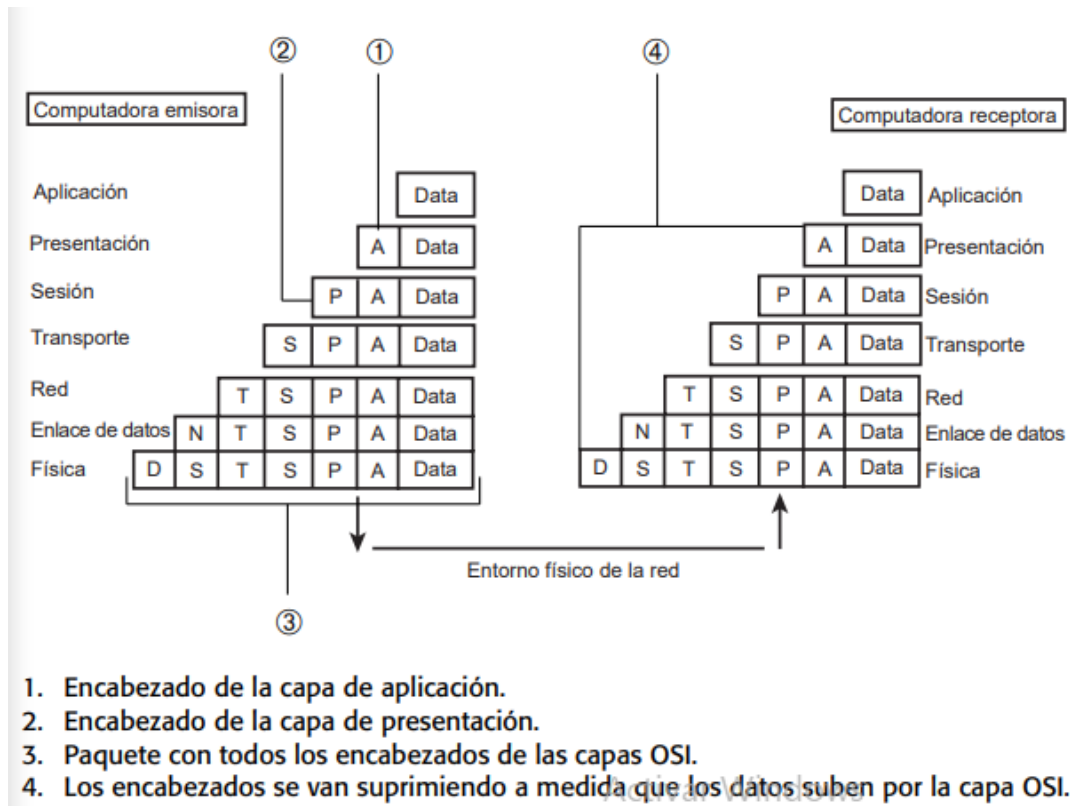 ② ① ④
Computadora emisora Computadora receptora
Aplicación Data Data Aplicación
Presentación A Data A Data Presentación
Sesión P A Data P A Data Sesión
Transporte S P A Data S P A Data Transporte
Red T S P A Data T S P A Data Red
Enlace de datos N T S P A Data N T S P A Data Enlace de datos
Física D S T S P A Data D S T S P A Data Física
Entorno físico de la red
③
1. Encabezado de la capa de aplicación.
2. Encabezado de la capa de presentación.
3. Paquete con todos los encabezados de las capas OSI.
4. Los encabezados se van suprimiendo a medida que los datos suben por la capa OSI.
Activar Windows